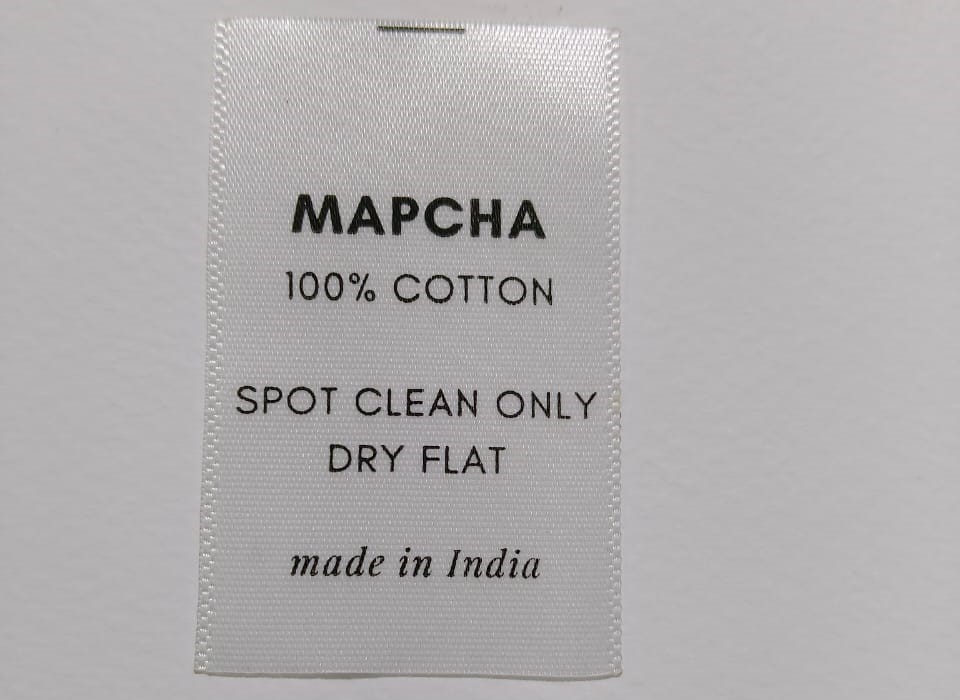 MAPCHA
100% COTTON
SPOT CLEAN ONLY
DRY FLAT
made in India